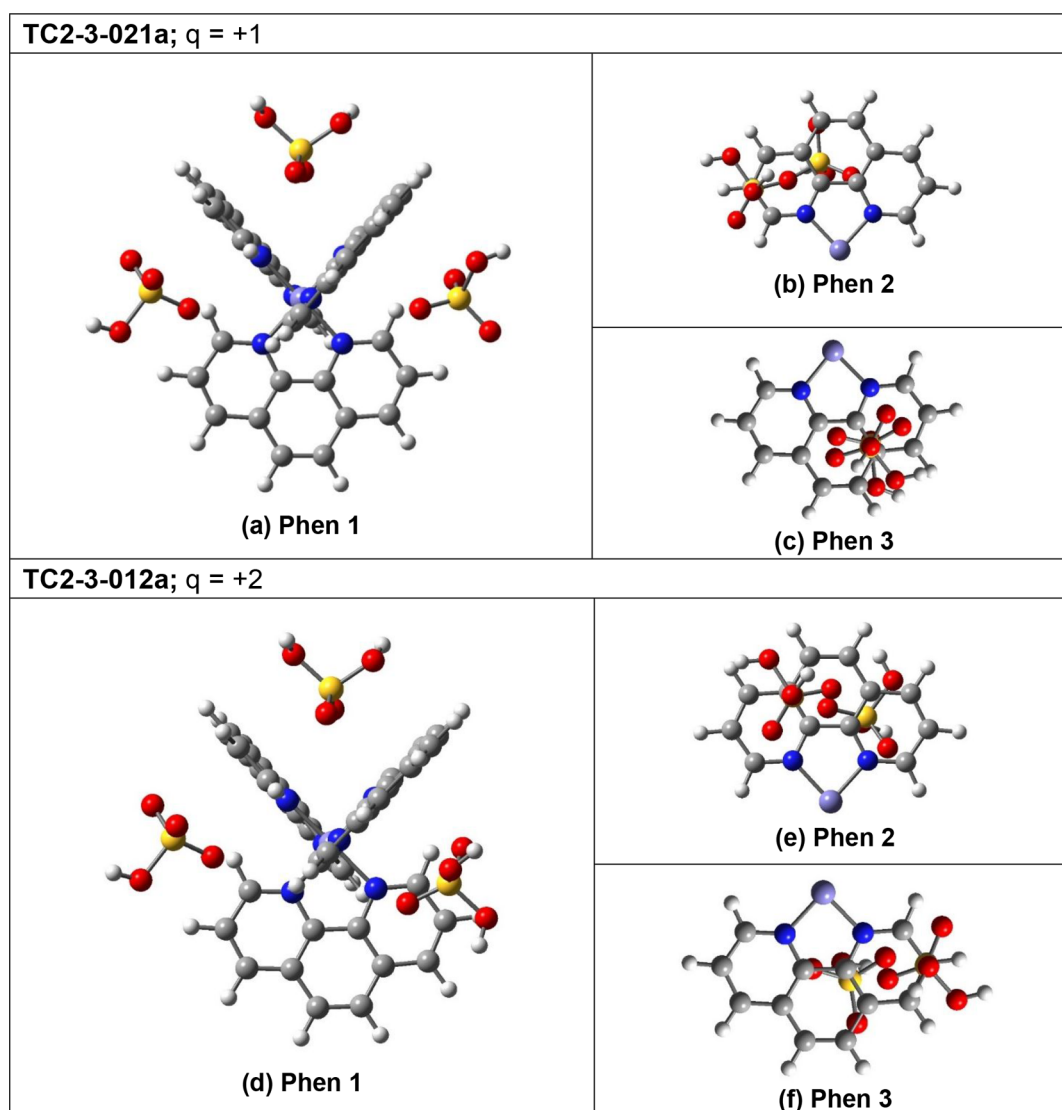 TC2-3-021a; q = +1
(a) Phen 1
(b) Phen 2
(c) Phen 3
TC2-3-012a; q = +2
(d) Phen 1
(e) Phen 2
(f) Phen 3